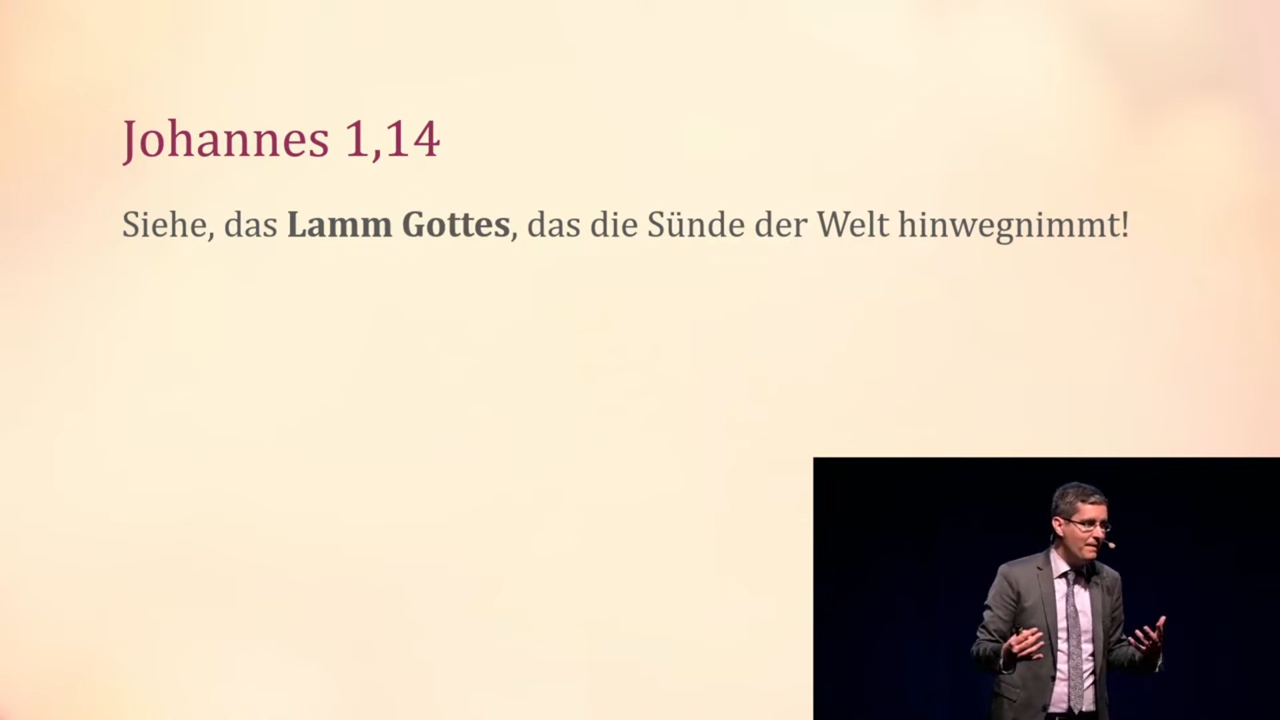 Johannes 1,14
Siehe, das Lamm Gottes, das die Sünde der Welt hinwegnimmt!